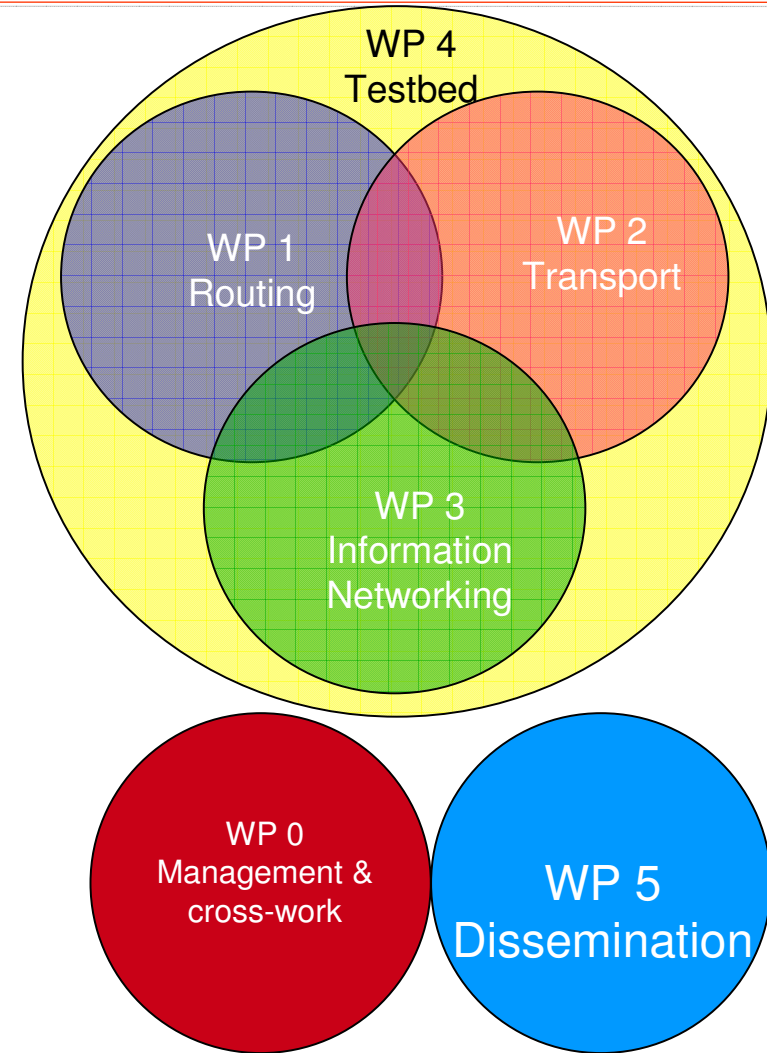 WP 4
Testbed
WP 1
Routing
WP 2
Transport
WP 3
Information
Networking
WP 0
Management &
cross-work
WP 5
Dissemination